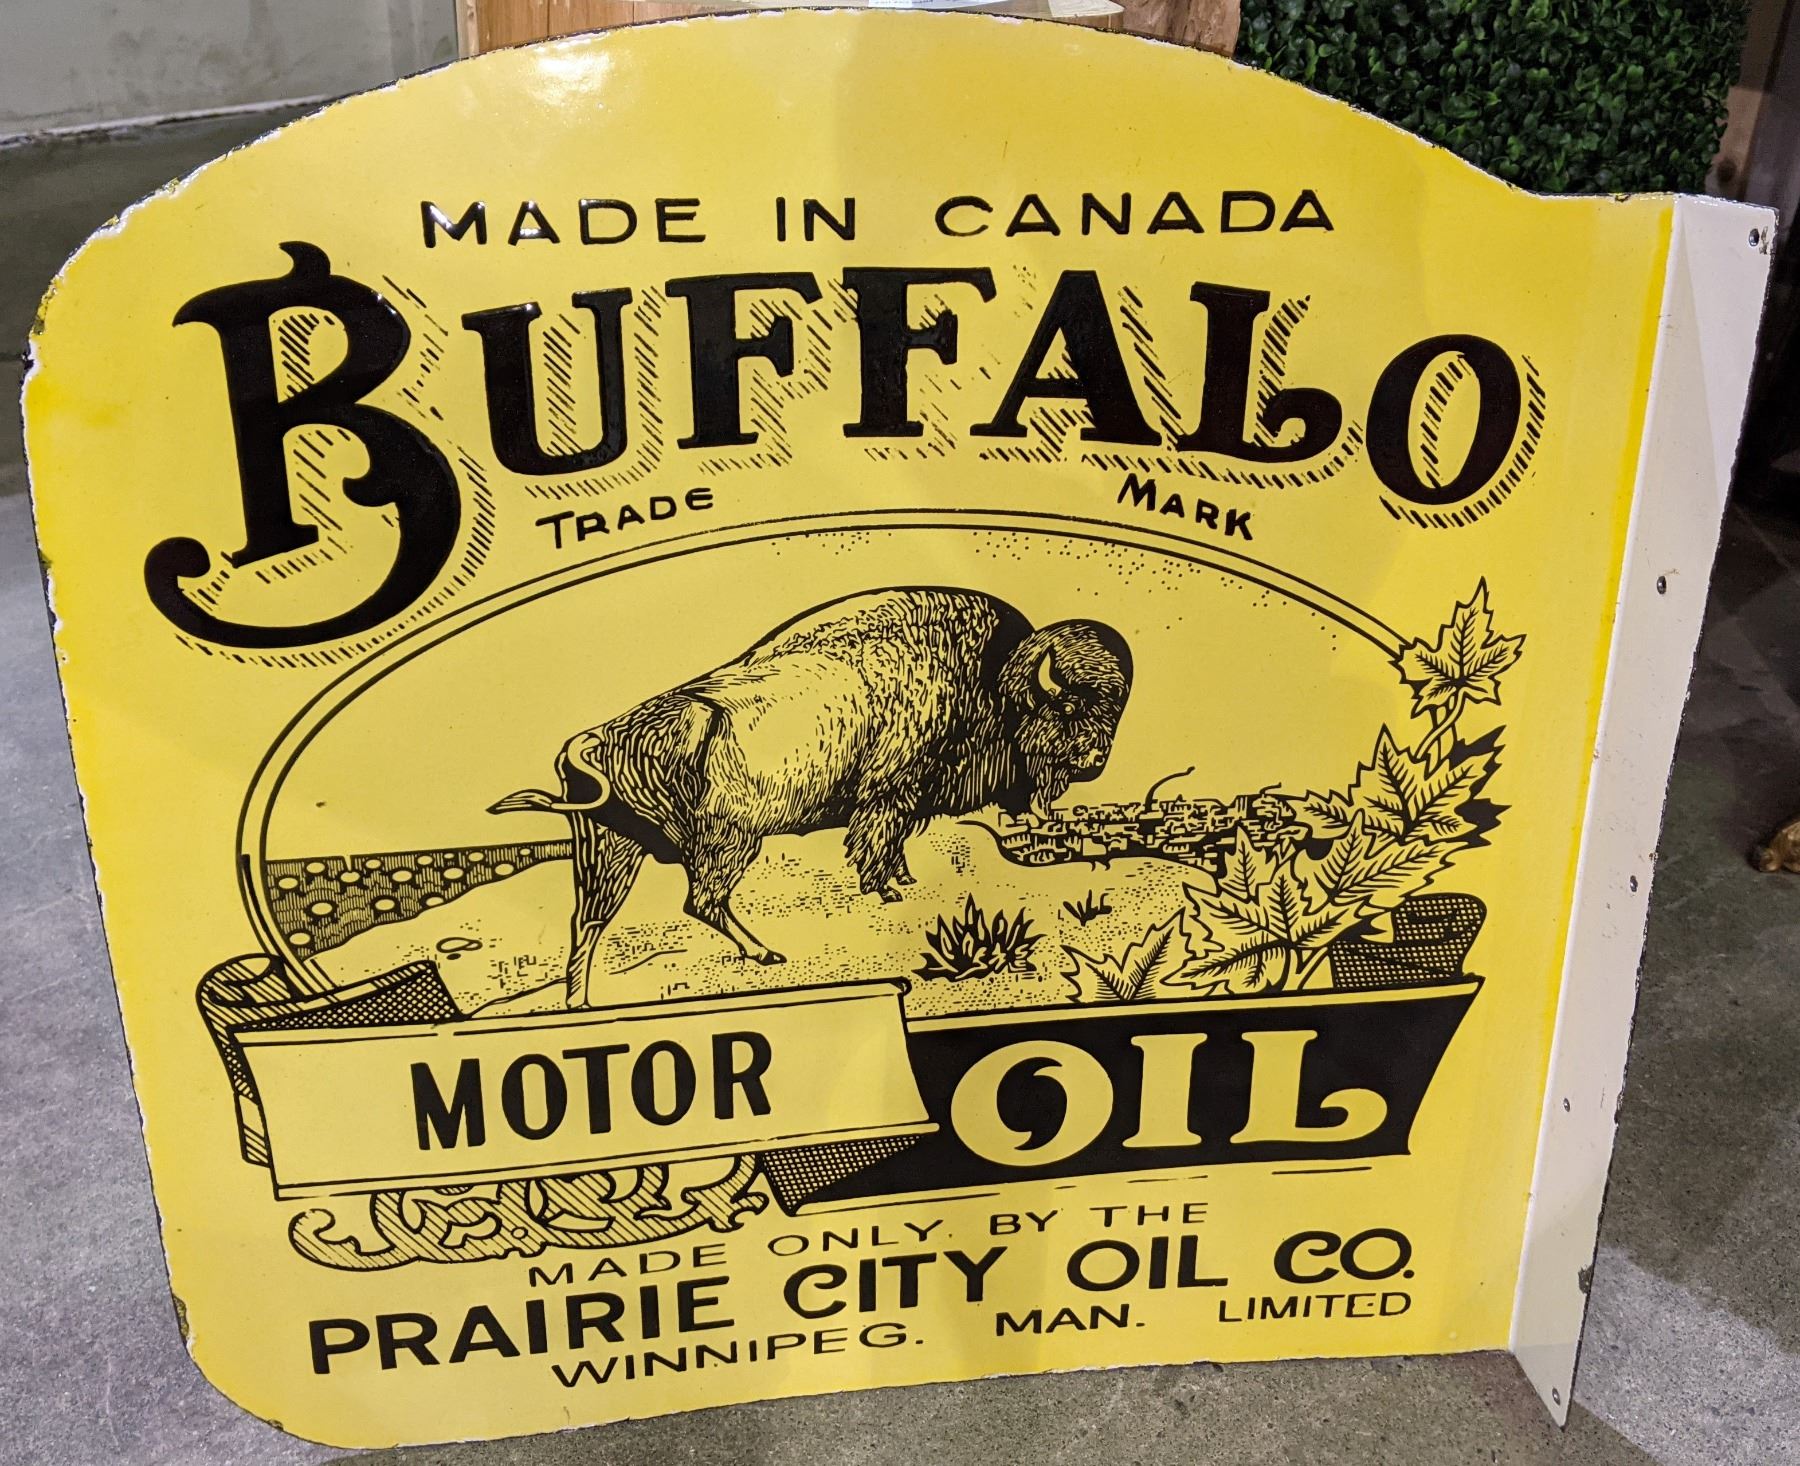 MADE IN CANADA
BUFFALO
TRADE MARK
MOTOR OIL
MADE ONLY BY THE
PRAIRIE CITY OIL CO.
WINNIPEG. MAN. LIMITED